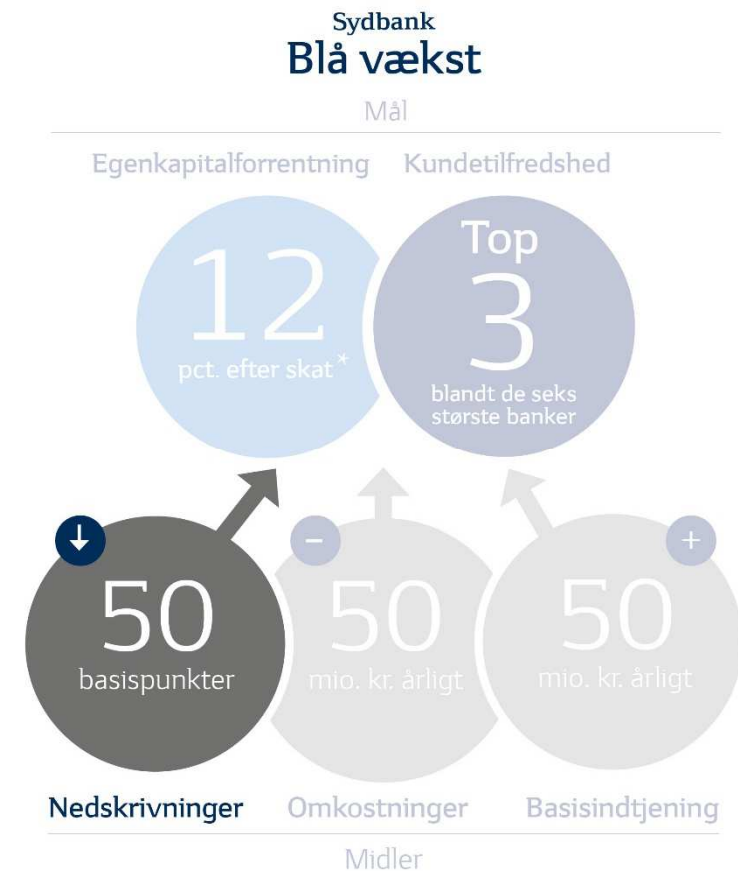 Sydbank
Blå vækst
Mål
Egenkapitalforrentning
Kundetilfredshed
12
pct. efter skat*
Top
3
blandt de seks
største banker
↓
50
basispunkter
−
50
mio. kr. årligt
+
50
mio. kr. årligt
Nedskrivninger
Omkostninger
Basisindtjening
Midler